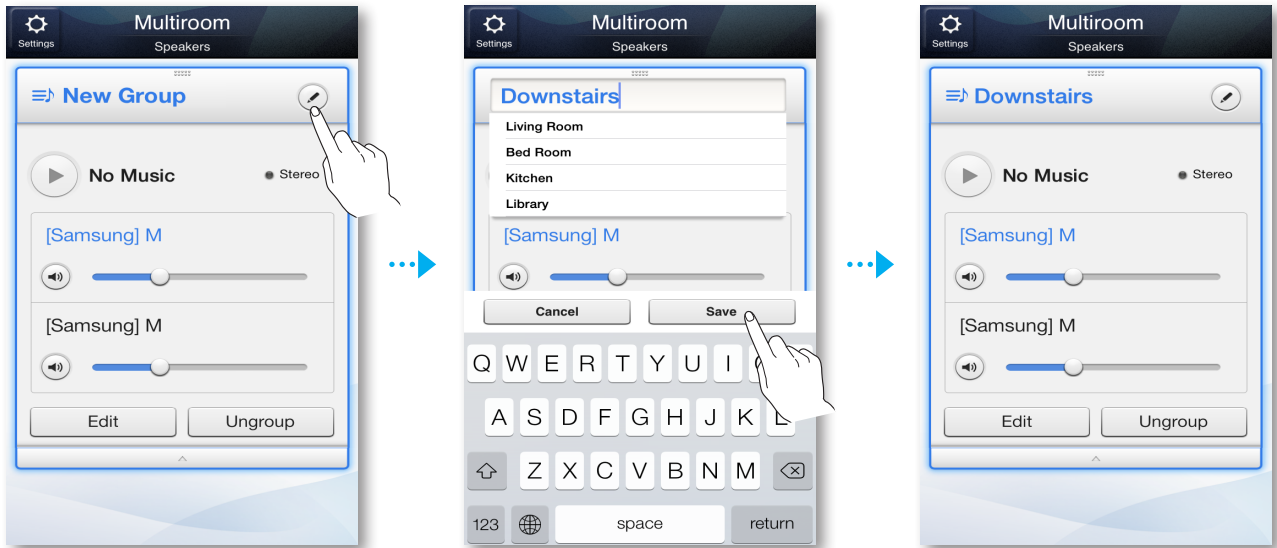 Multiroom
Settings
Speakers
New Group
No Music
Stereo
[Samsung] M
[Samsung] M
Edit
Ungroup
Multiroom
Settings
Speakers
Downstairs
Living Room
Bed Room
Kitchen
Library
[Samsung] M
Cancel
Save
Q W E R T Y U I
A S D F G H J K L
Z X C V B N M
123
space
return
Multiroom
Settings
Speakers
Downstairs
No Music
Stereo
[Samsung] M
[Samsung] M
Edit
Ungroup